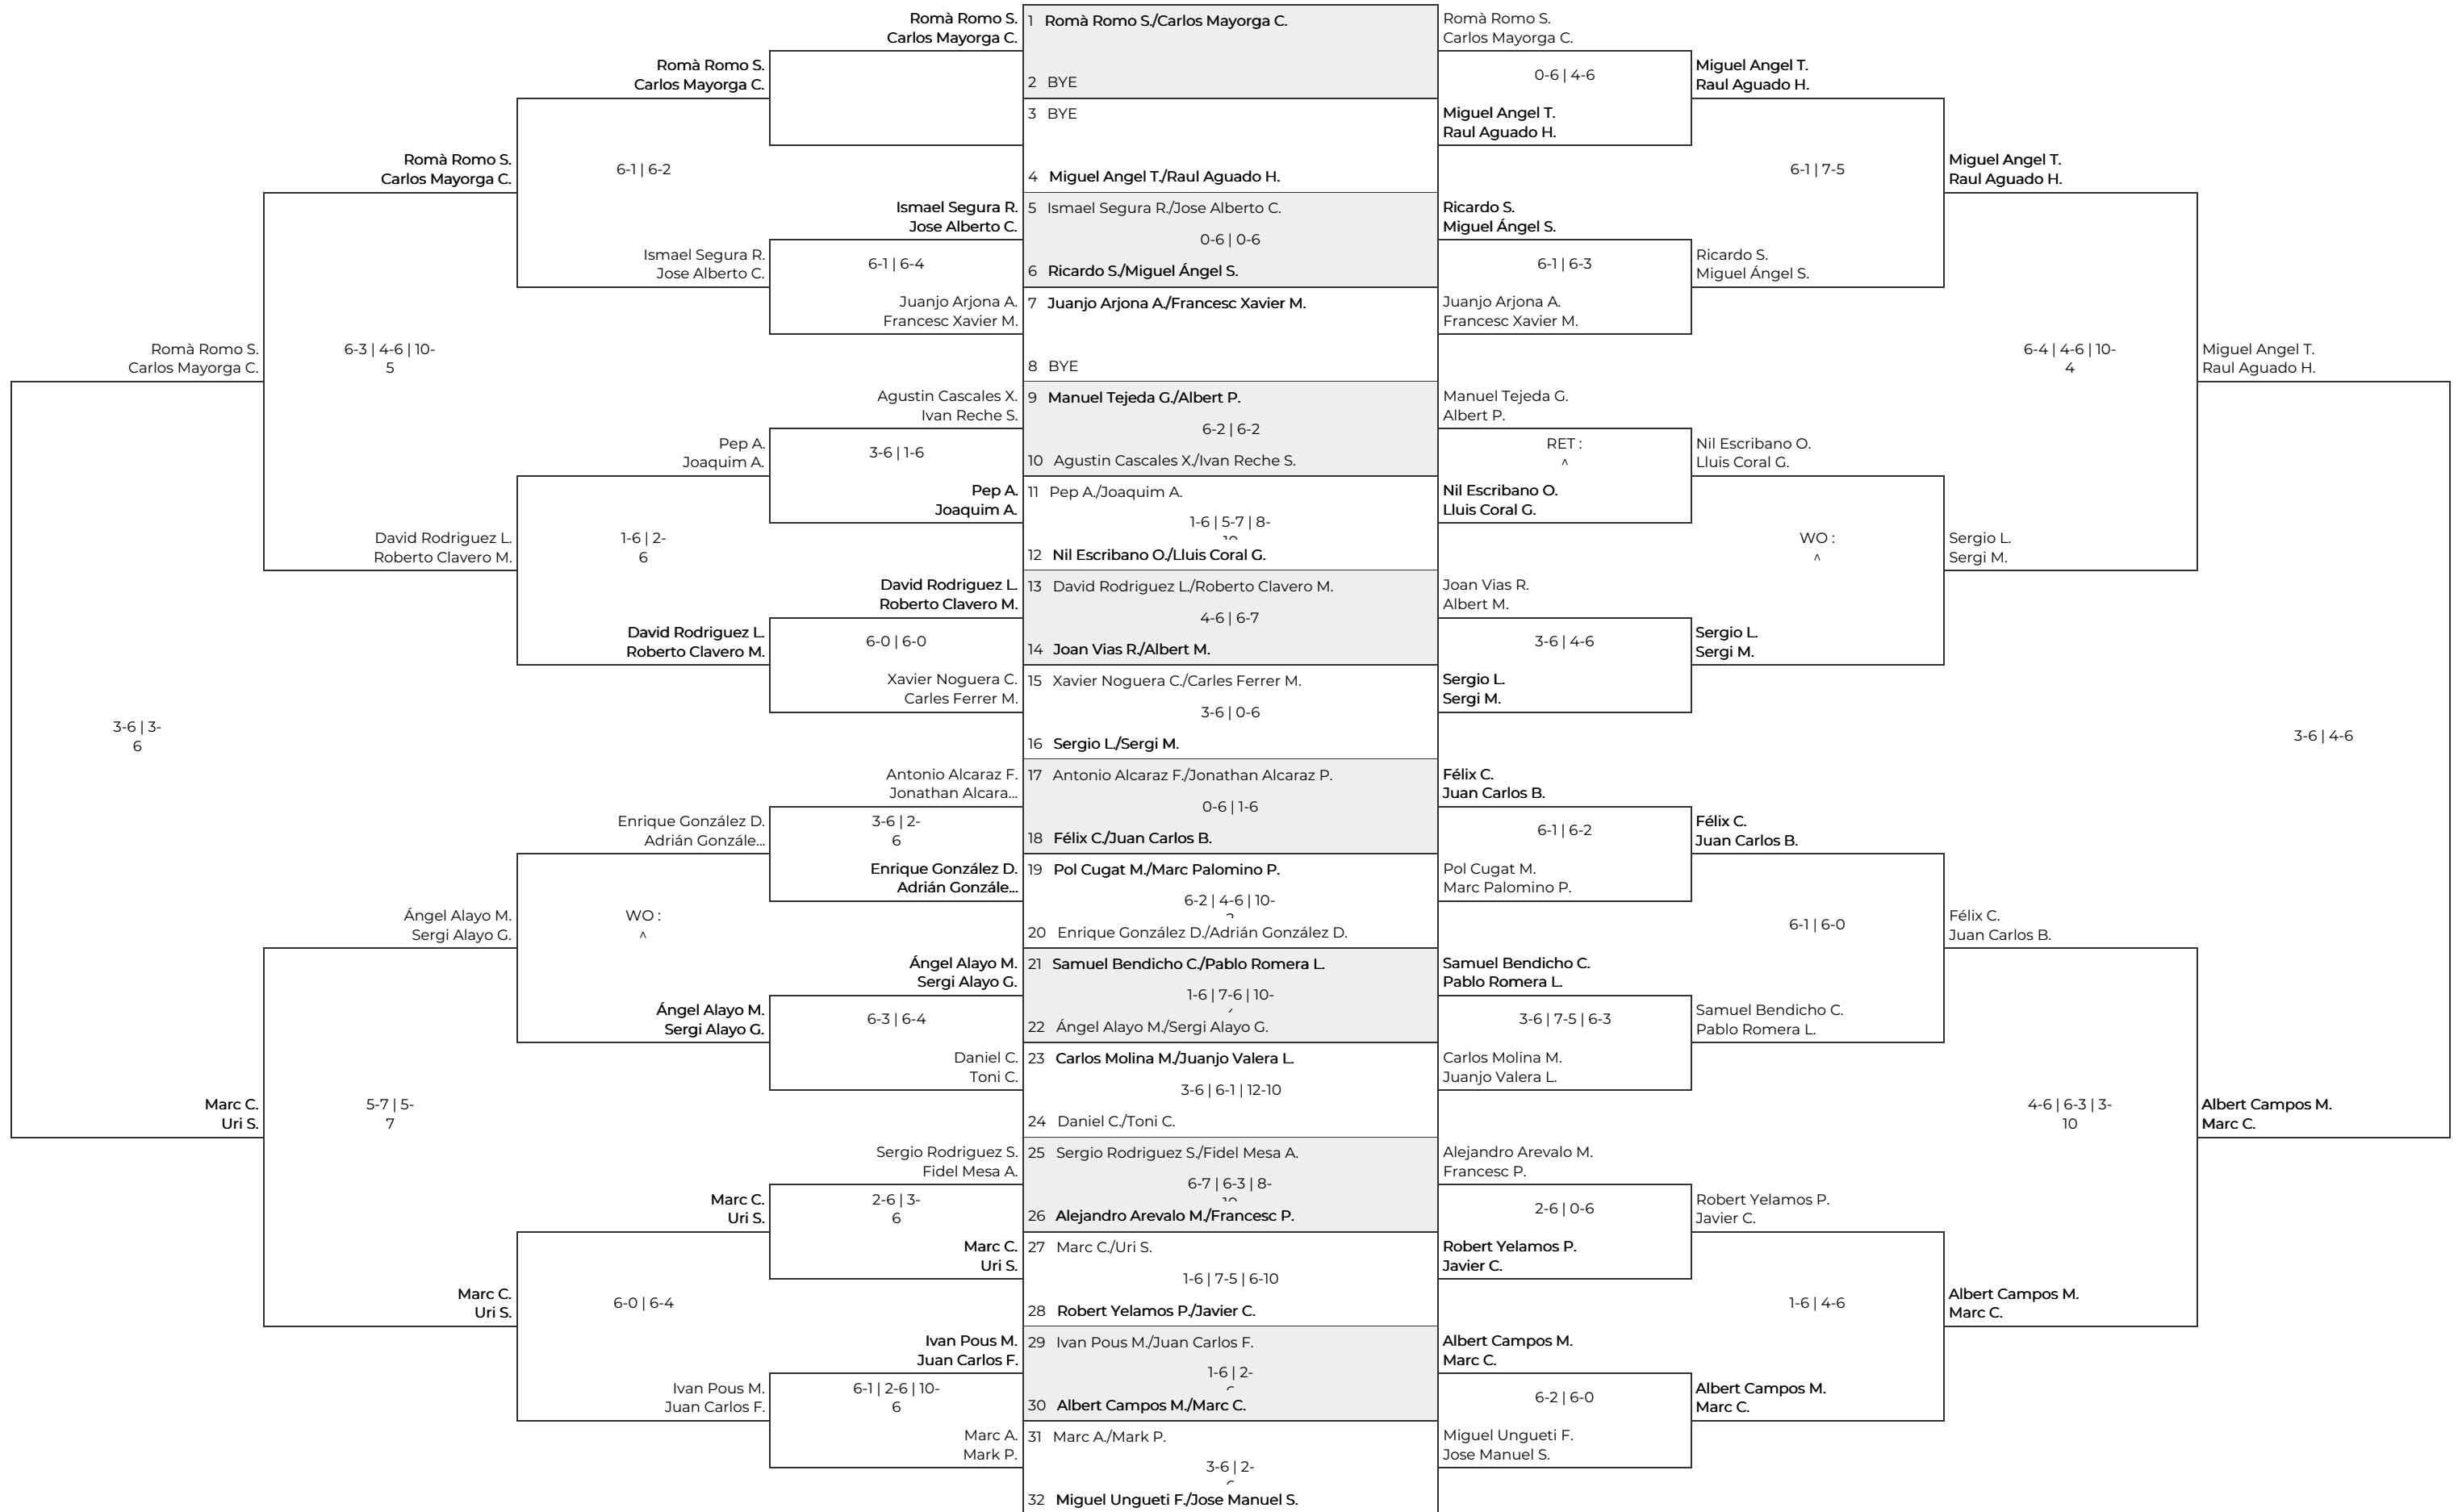 Romà Romo S.
Carlos Mayorga C.
1 Romà Romo S./Carlos Mayorga C.
Romà Romo S.
Carlos Mayorga C.
Romà Romo S.
Carlos Mayorga C.
2 BYE
0-6 | 4-6
Miguel Angel T.
Raul Aguado H.
3 BYE
Miguel Angel T.
Raul Aguado H.
Romà Romo S.
Carlos Mayorga C.
6-1 | 6-2
4 Miguel Angel T./Raul Aguado H.
6-1 | 7-5
Miguel Angel T.
Raul Aguado H.
Ismael Segura R.
Jose Alberto C.
5 Ismael Segura R./Jose Alberto C.
0-6 | 0-6
Ricardo S.
Miguel Ángel S.
Ismael Segura R.
Jose Alberto C.
6-1 | 6-4
6 Ricardo S./Miguel Ángel S.
6-1 | 6-3
Ricardo S.
Miguel Ángel S.
Juanjo Arjona A.
Francesc Xavier M.
7 Juanjo Arjona A./Francesc Xavier M.
Juanjo Arjona A.
Francesc Xavier M.
Romà Romo S.
Carlos Mayorga C.
6-3 | 4-6 | 10-
5
8 BYE
6-4 | 4-6 | 10-
4
Miguel Angel T.
Raul Aguado H.
Agustin Cascales X.
Ivan Reche S.
9 Manuel Tejeda G./Albert P.
6-2 | 6-2
Manuel Tejeda G.
Albert P.
Pep A.
Joaquim A.
3-6 | 1-6
10 Agustin Cascales X./Ivan Reche S.
RET :
^
Nil Escribano O.
Lluis Coral G.
Pep A.
Joaquim A.
11 Pep A./Joaquim A.
1-6 | 5-7 | 8-
Nil Escribano O.
Lluis Coral G.
David Rodriguez L.
Roberto Clavero M.
1-6 | 2-
6
12 Nil Escribano O./Lluis Coral G.
WO :
^
Sergio L.
Sergi M.
David Rodriguez L.
Roberto Clavero M.
13 David Rodriguez L./Roberto Clavero M.
4-6 | 6-7
Joan Vias R.
Albert M.
David Rodriguez L.
Roberto Clavero M.
6-0 | 6-0
14 Joan Vias R./Albert M.
3-6 | 4-6
Sergio L.
Sergi M.
Xavier Noguera C.
Carles Ferrer M.
15 Xavier Noguera C./Carles Ferrer M.
3-6 | 0-6
Sergio L.
Sergi M.
3-6 | 3-
6
16 Sergio L./Sergi M.
3-6 | 4-6
Antonio Alcaraz F.
Jonathan Alcara...
17 Antonio Alcaraz F./Jonathan Alcaraz P.
0-6 | 1-6
Félix C.
Juan Carlos B.
Enrique González D.
Adrián Gonzále...
3-6 | 2-
6
18 Félix C./Juan Carlos B.
6-1 | 6-2
Félix C.
Juan Carlos B.
Enrique González D.
Adrián Gonzále...
19 Pol Cugat M./Marc Palomino P.
6-2 | 4-6 | 10-
Pol Cugat M.
Marc Palomino P.
Ángel Alayo M.
Sergi Alayo G.
WO :
^
20 Enrique González D./Adrián González D.
6-1 | 6-0
Félix C.
Juan Carlos B.
Ángel Alayo M.
Sergi Alayo G.
21 Samuel Bendicho C./Pablo Romera L.
1-6 | 7-6 | 10-
Samuel Bendicho C.
Pablo Romera L.
Ángel Alayo M.
Sergi Alayo G.
6-3 | 6-4
22 Ángel Alayo M./Sergi Alayo G.
3-6 | 7-5 | 6-3
Samuel Bendicho C.
Pablo Romera L.
Daniel C.
Toni C.
23 Carlos Molina M./Juanjo Valera L.
3-6 | 6-1 | 12-10
Carlos Molina M.
Juanjo Valera L.
Marc C.
Uri S.
5-7 | 5-
7
24 Daniel C./Toni C.
4-6 | 6-3 | 3-
10
Albert Campos M.
Marc C.
Sergio Rodriguez S.
Fidel Mesa A.
25 Sergio Rodriguez S./Fidel Mesa A.
6-7 | 6-3 | 8-
Alejandro Arevalo M.
Francesc P.
Marc C.
Uri S.
2-6 | 3-
6
26 Alejandro Arevalo M./Francesc P.
2-6 | 0-6
Robert Yelamos P.
Javier C.
Marc C.
Uri S.
27 Marc C./Uri S.
1-6 | 7-5 | 6-10
Robert Yelamos P.
Javier C.
Marc C.
Uri S.
6-0 | 6-4
28 Robert Yelamos P./Javier C.
1-6 | 4-6
Albert Campos M.
Marc C.
Ivan Pous M.
Juan Carlos F.
29 Ivan Pous M./Juan Carlos F.
1-6 | 2-
Albert Campos M.
Marc C.
Ivan Pous M.
Juan Carlos F.
6-1 | 2-6 | 10-
6
30 Albert Campos M./Marc C.
6-2 | 6-0
Albert Campos M.
Marc C.
Marc A.
Mark P.
31 Marc A./Mark P.
3-6 | 2-
Miguel Ungueti F.
Jose Manuel S.
32 Miguel Ungueti F./Jose Manuel S.